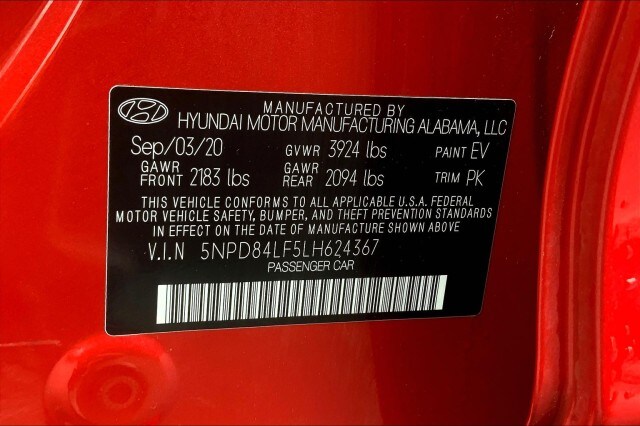 MANUFACTURED BY
HYUNDAI MOTOR MANUFACTURING ALABAMA, LLC
Sep/03/20 GVWR 3924 lbs PAINT EV
GAWR FRONT 2183 lbs GAWR REAR 2094 lbs TRIM PK
THIS VEHICLE CONFORMS TO ALL APPLICABLE U.S.A. FEDERAL
MOTOR VEHICLE SAFETY, BUMPER, AND THEFT PREVENTION STANDARDS
IN EFFECT ON THE DATE OF MANUFACTURE SHOWN ABOVE
V.I.N 5NPD84LF5LH624367
PASSENGER CAR